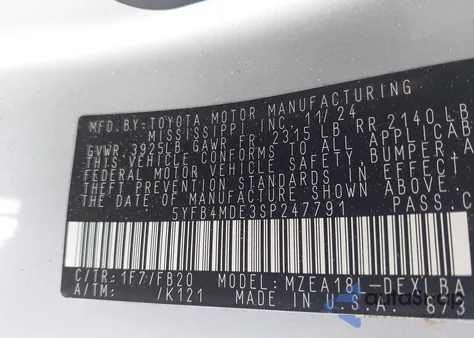 MFD. BY: TOYOTA MOTOR MANUFACTURING
MISSISSIPPI, INC. 11/24
GVWR 3925LB GAWR FR 2315 LB RR 2140 LB
THIS VEHICLE CONFORMS TO ALL APPLICAB
FEDERAL MOTOR VEHICLE SAFETY, BUMPER, A
THEFT PREVENTION STANDARDS IN EFFECT
THE DATE OF MANUFACTURE SHOWN
5YFB4MDE3SP247791 PASS.C
C/TR: 1F7/FB20 MODEL: MZEA18L-DEXLBA
A/TM: /K121 MADE IN U.S.A. 873
autoSnap